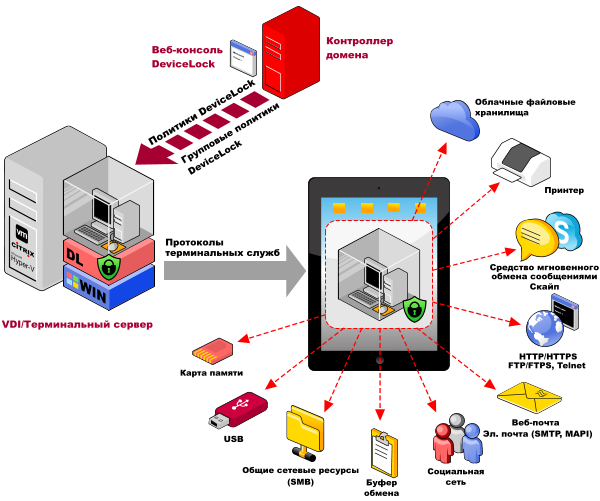 Контроллер
домена
Веб-консоль
DeviceLock
Политики DeviceLock
Групповые политики
DeviceLock
Облачные файловые
хранилища
Принтер
vm
CITRIX
Hyper-V
DL
WIN
Протоколы
терминальных служб
Средство мгновенного
обмена сообщениями
Скайп
VDI/Терминальный сервер
HTTP/HTTPS
FTP/FTPS, Telnet
Карта памяти
Веб-почта
Эл. почта (SMTP, MAPI)
USB
Общие сетевые ресурсы
(SMB)
Буфер
обмена
Социальная
сеть